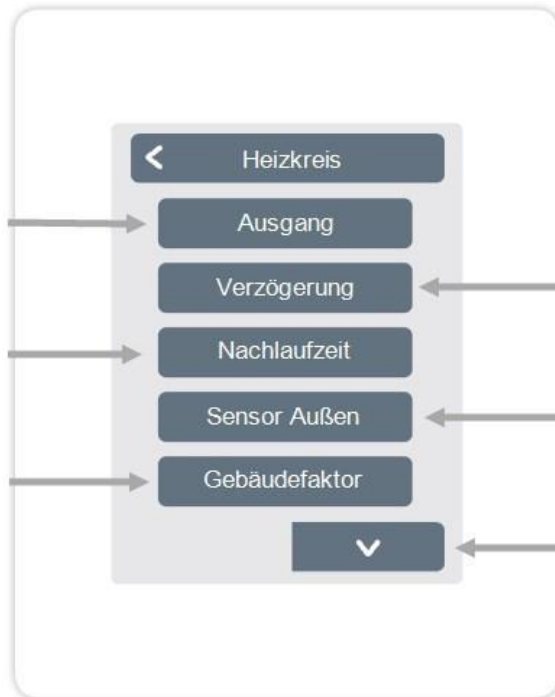 Heizkreis
Ausgang
Verzögerung
Nachlaufzeit
Sensor Außen
Gebäudefaktor